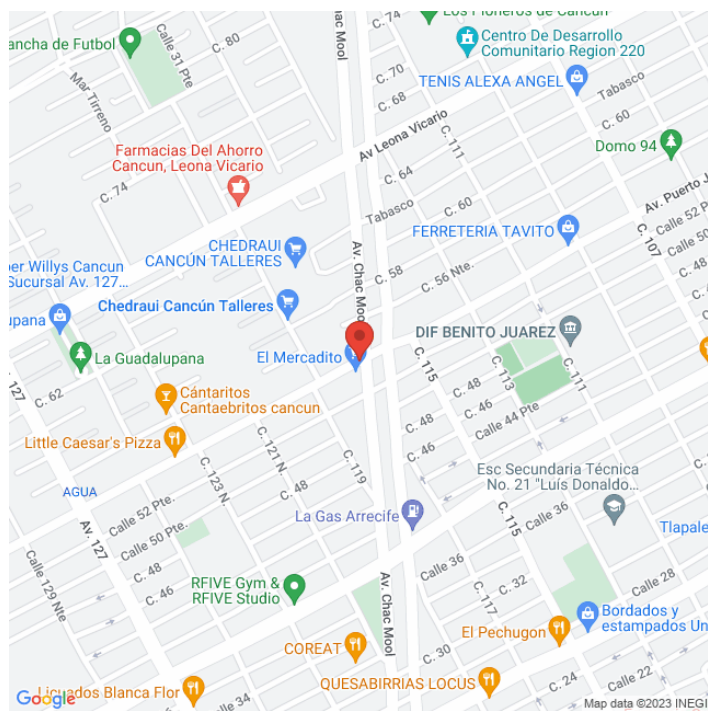 Los Pioneros de Cancún
C. 74
C. 80
Calle 31 Pte
ancha de Futbol
Chac Mool
Centro De Desarrollo
Comunitario Region 220
C. 70
C. 68
TENIS ALEXA ANGEL
Tabasco
C. 60
Mar Tirreno
Av Leona Vicario
C. 111
Domo 94
Farmacias Del Ahorro
Cancun, Leona Vicario
C. 64
C. 74
Tabasco
C. 60
Av. Puerto J
C. 52 P
C. 50
CHEDRAUI
CANCÚN TALLERES
Av. Chac Mool
FERRETERIA TAVITO
C. 107
per Willys Cancun
Sucursal Av. 127...
C. 58
C. 56 Nte.
C. 48
C. 44
Chedraui Cancún Talleres
lupana
DIF BENITO JUAREZ
La Guadalupana
El Mercadito
C. 115
C. 113
C. 111
C. 62
Cántaritos
Cantaebritos cancun
C. 48
C. 46
Calle 44 Pte
127
Little Caesar's Pizza
C. 48
C. 46
C. 121 N.
C. 119
Esc Secundaria Técnica
No. 21 "Luís Donaldo...
AGUA
C. 123 N.
C. 48
Calle 52 Pte.
Calle 50 Pte.
La Gas Arrecife
C. 115
Calle 36
Tlapale
Av. 127
Calle 129 Nte
C. 48
C. 46
Calle 36
C. 32
Calle 28
RFIVE Gym &
RFIVE Studio
Av. Chac Mool
C. 117
Bordados y
estampados Un
El Pechugon
COREAT
C. 30
QUESABIRRIAS LOCUS
C. 24
Calle 22
Licuados Blanca Flor
C. 34
Google
Map data ©2023 INEGI